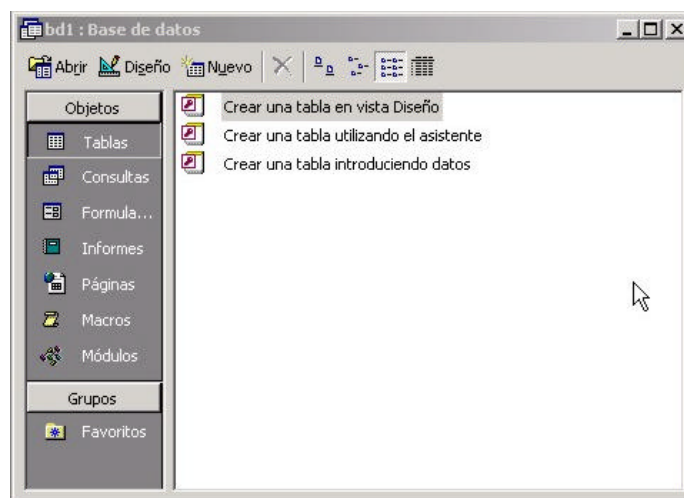 bd1 : Base de datos
Abrir Diseño Nuevo
Objetos
Tablas
Consultas
Formula...
Informes
Páginas
Macros
Módulos
Grupos
Favoritos
Crear una tabla en vista Diseño
Crear una tabla utilizando el asistente
Crear una tabla introduciendo datos